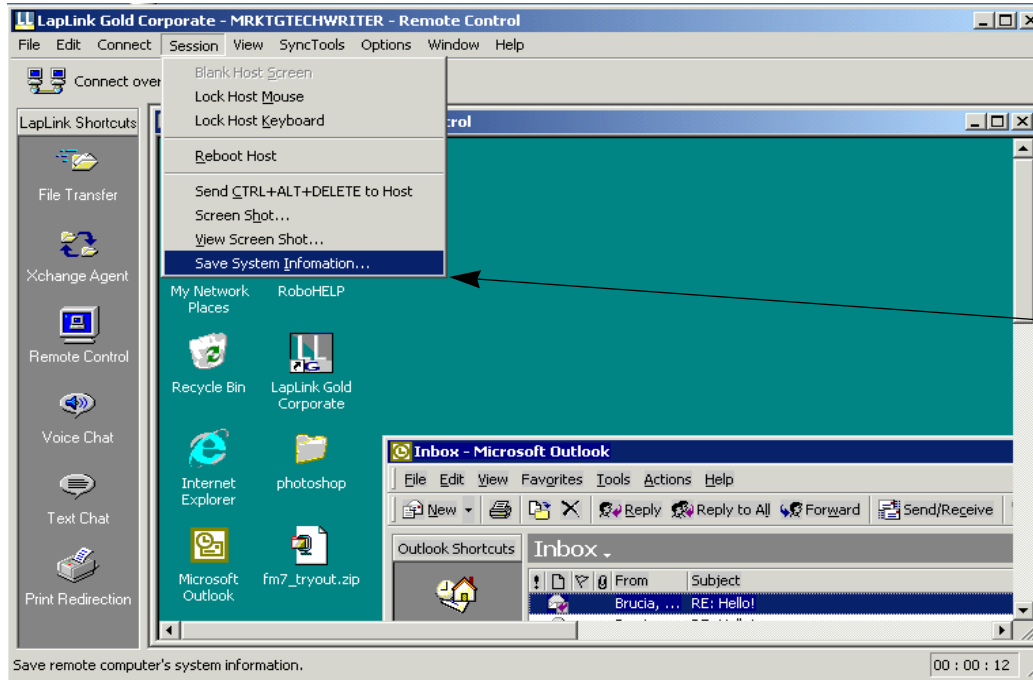 LapLink Gold Corporate - MRKTGTECHWRITER - Remote Control
File Edit Connect Session View SyncTools Options Window Help
Connect over
Blank Host Screen
Lock Host Mouse
Lock Host Keyboard
Reboot Host
Send CTRL+ALT+DELETE to Host
Screen Shot...
View Screen Shot...
Save System Infomation...
LapLink Shortcuts
File Transfer
Xchange Agent
Remote Control
Voice Chat
Text Chat
Print Redirection
My Network
Places
RoboHELP
Recycle Bin
LapLink Gold
Corporate
Internet
Explorer
photoshop
Microsoft
Outlook
fm7_tryout.zip
Inbox - Microsoft Outlook
File Edit View Favorites Tools Actions Help
New Reply Reply to All Forward Send/Receive
Outlook Shortcuts
Inbox
! From Subject
Brucia, ... RE: Hello!
Save remote computer's system information.
00 : 00 : 12